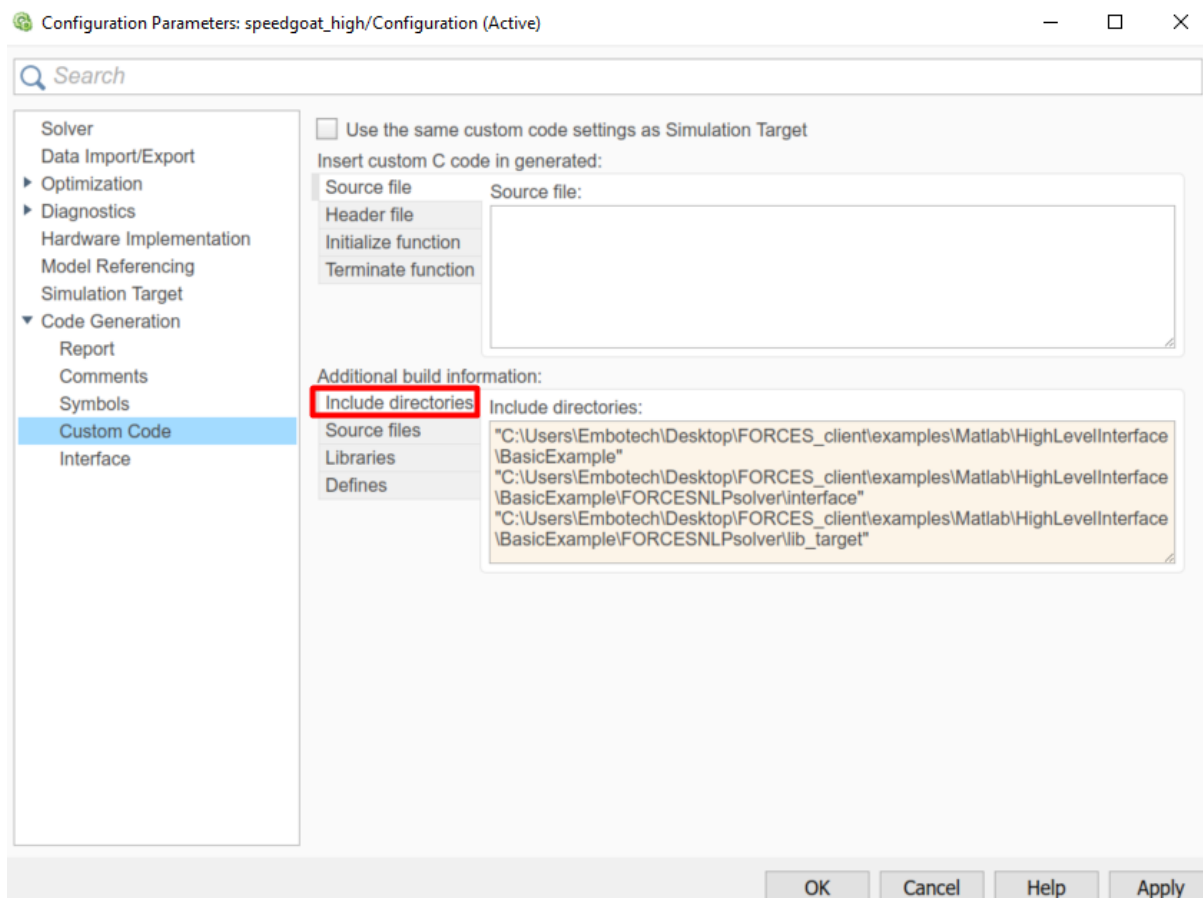 Configuration Parameters: speedgoat_high/Configuration (Active)
Search
Solver
Data Import/Export
Optimization
Diagnostics
Hardware Implementation
Model Referencing
Simulation Target
Code Generation
Report
Comments
Symbols
Custom Code
Interface
Use the same custom code settings as Simulation Target
Insert custom C code in generated:
Source file
Header file
Initialize function
Terminate function
Source file:
Additional build information:
Include directories
Source files
Libraries
Defines
Include directories:
"C:\Users\Embotech\Desktop\FORCES_client\examples\Matlab\HighLevelInterface
\BasicExample"
"C:\Users\Embotech\Desktop\FORCES_client\examples\Matlab\HighLevelInterface
\BasicExample\FORCESNLPsolver\interface"
"C:\Users\Embotech\Desktop\FORCES_client\examples\Matlab\HighLevelInterface
\BasicExample\FORCESNLPsolver\lib_target"
OK
Cancel
Help
Apply